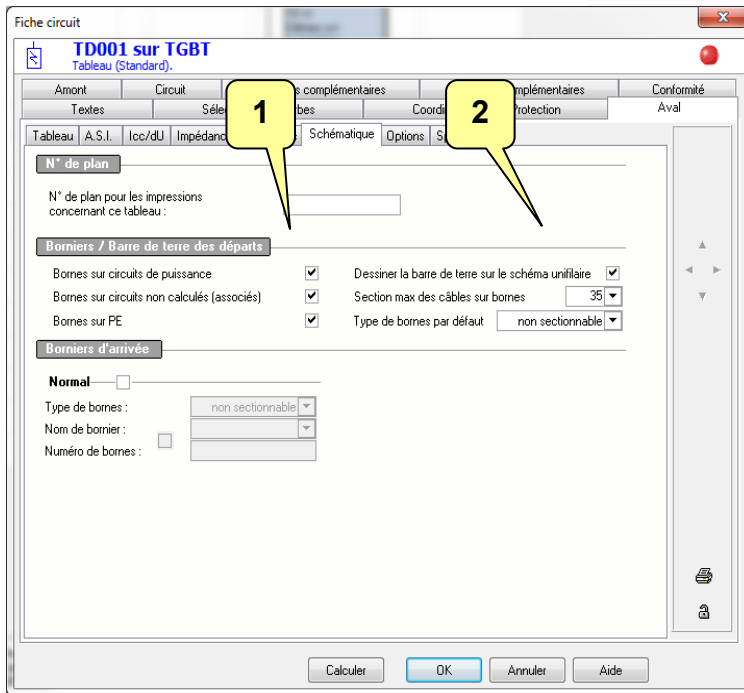 Fiche circuit
TD001 sur TGBT
Tableau (Standard).
Amont Circuit complémentaires Conformité
Textes Coord Protection Aval
1 2
Tableau A.S.I. Icc/dU Schématique Options
N° de plan
N° de plan pour les impressions
concernant ce tableau :
Borniers / Barre de terre des départs
Bornes sur circuits de puissance Dessiner la barre de terre sur le schéma unifilaire
Bornes sur circuits non calculés (associés) Section max des câbles sur bornes 35
Bornes sur PE Type de bornes par défaut non sectionnable
Borniers d'arrivée
Normal
Type de bornes : non sectionnable
Nom de bornier :
Numéro de bornes :
Calculer OK Annuler Aide